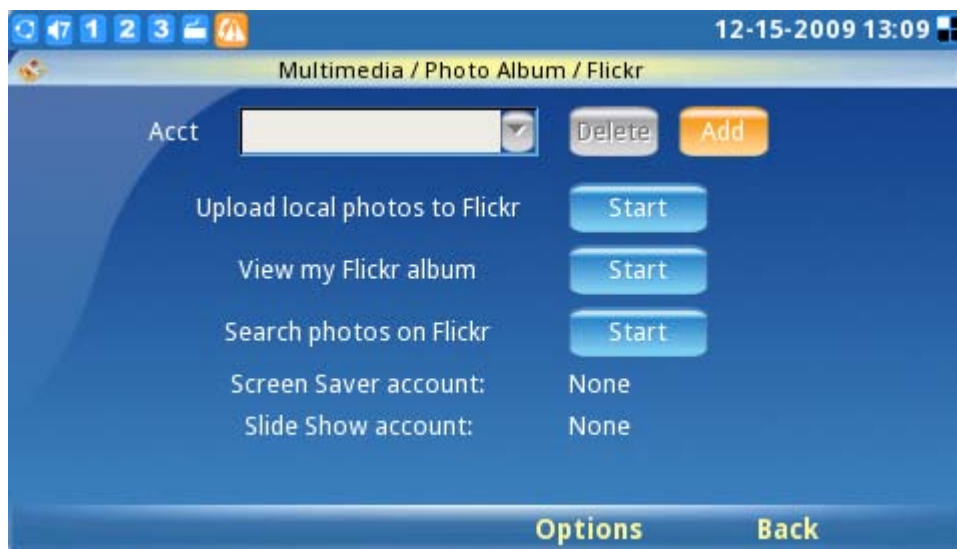 7 1 2 3 12-15-2009 13:09
Multimedia / Photo Album / Flickr
Acct Delete Add
Upload local photos to Flickr Start
View my Flickr album Start
Search photos on Flickr Start
Screen Saver account: None
Slide Show account: None
Options Back